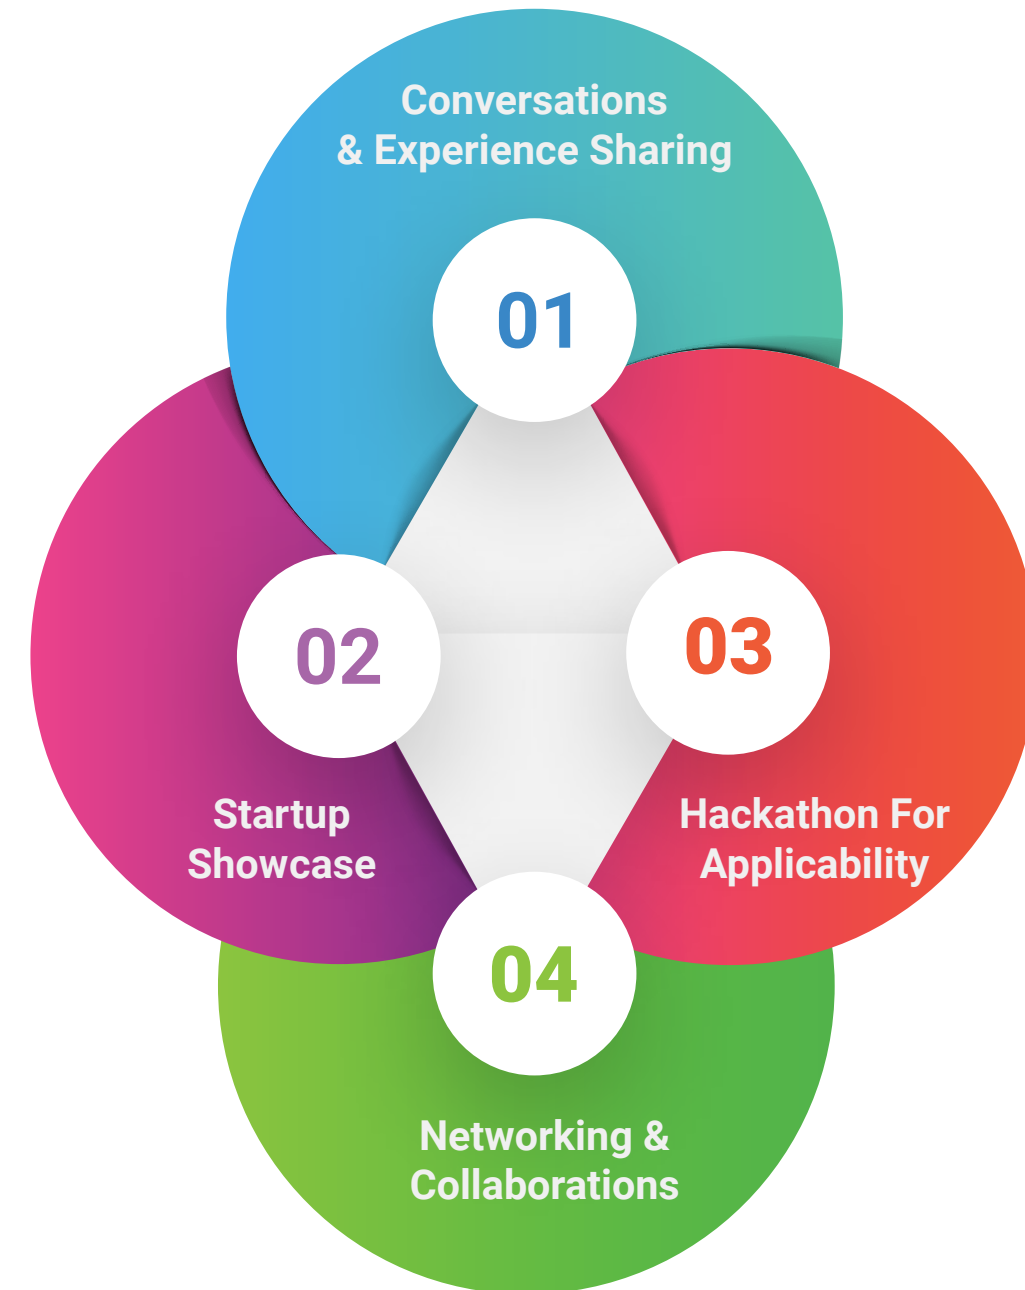 Conversations
& Experience Sharing
01
02
Startup
Showcase
03
Hackathon For
Applicability
04
Networking &
Collaborations